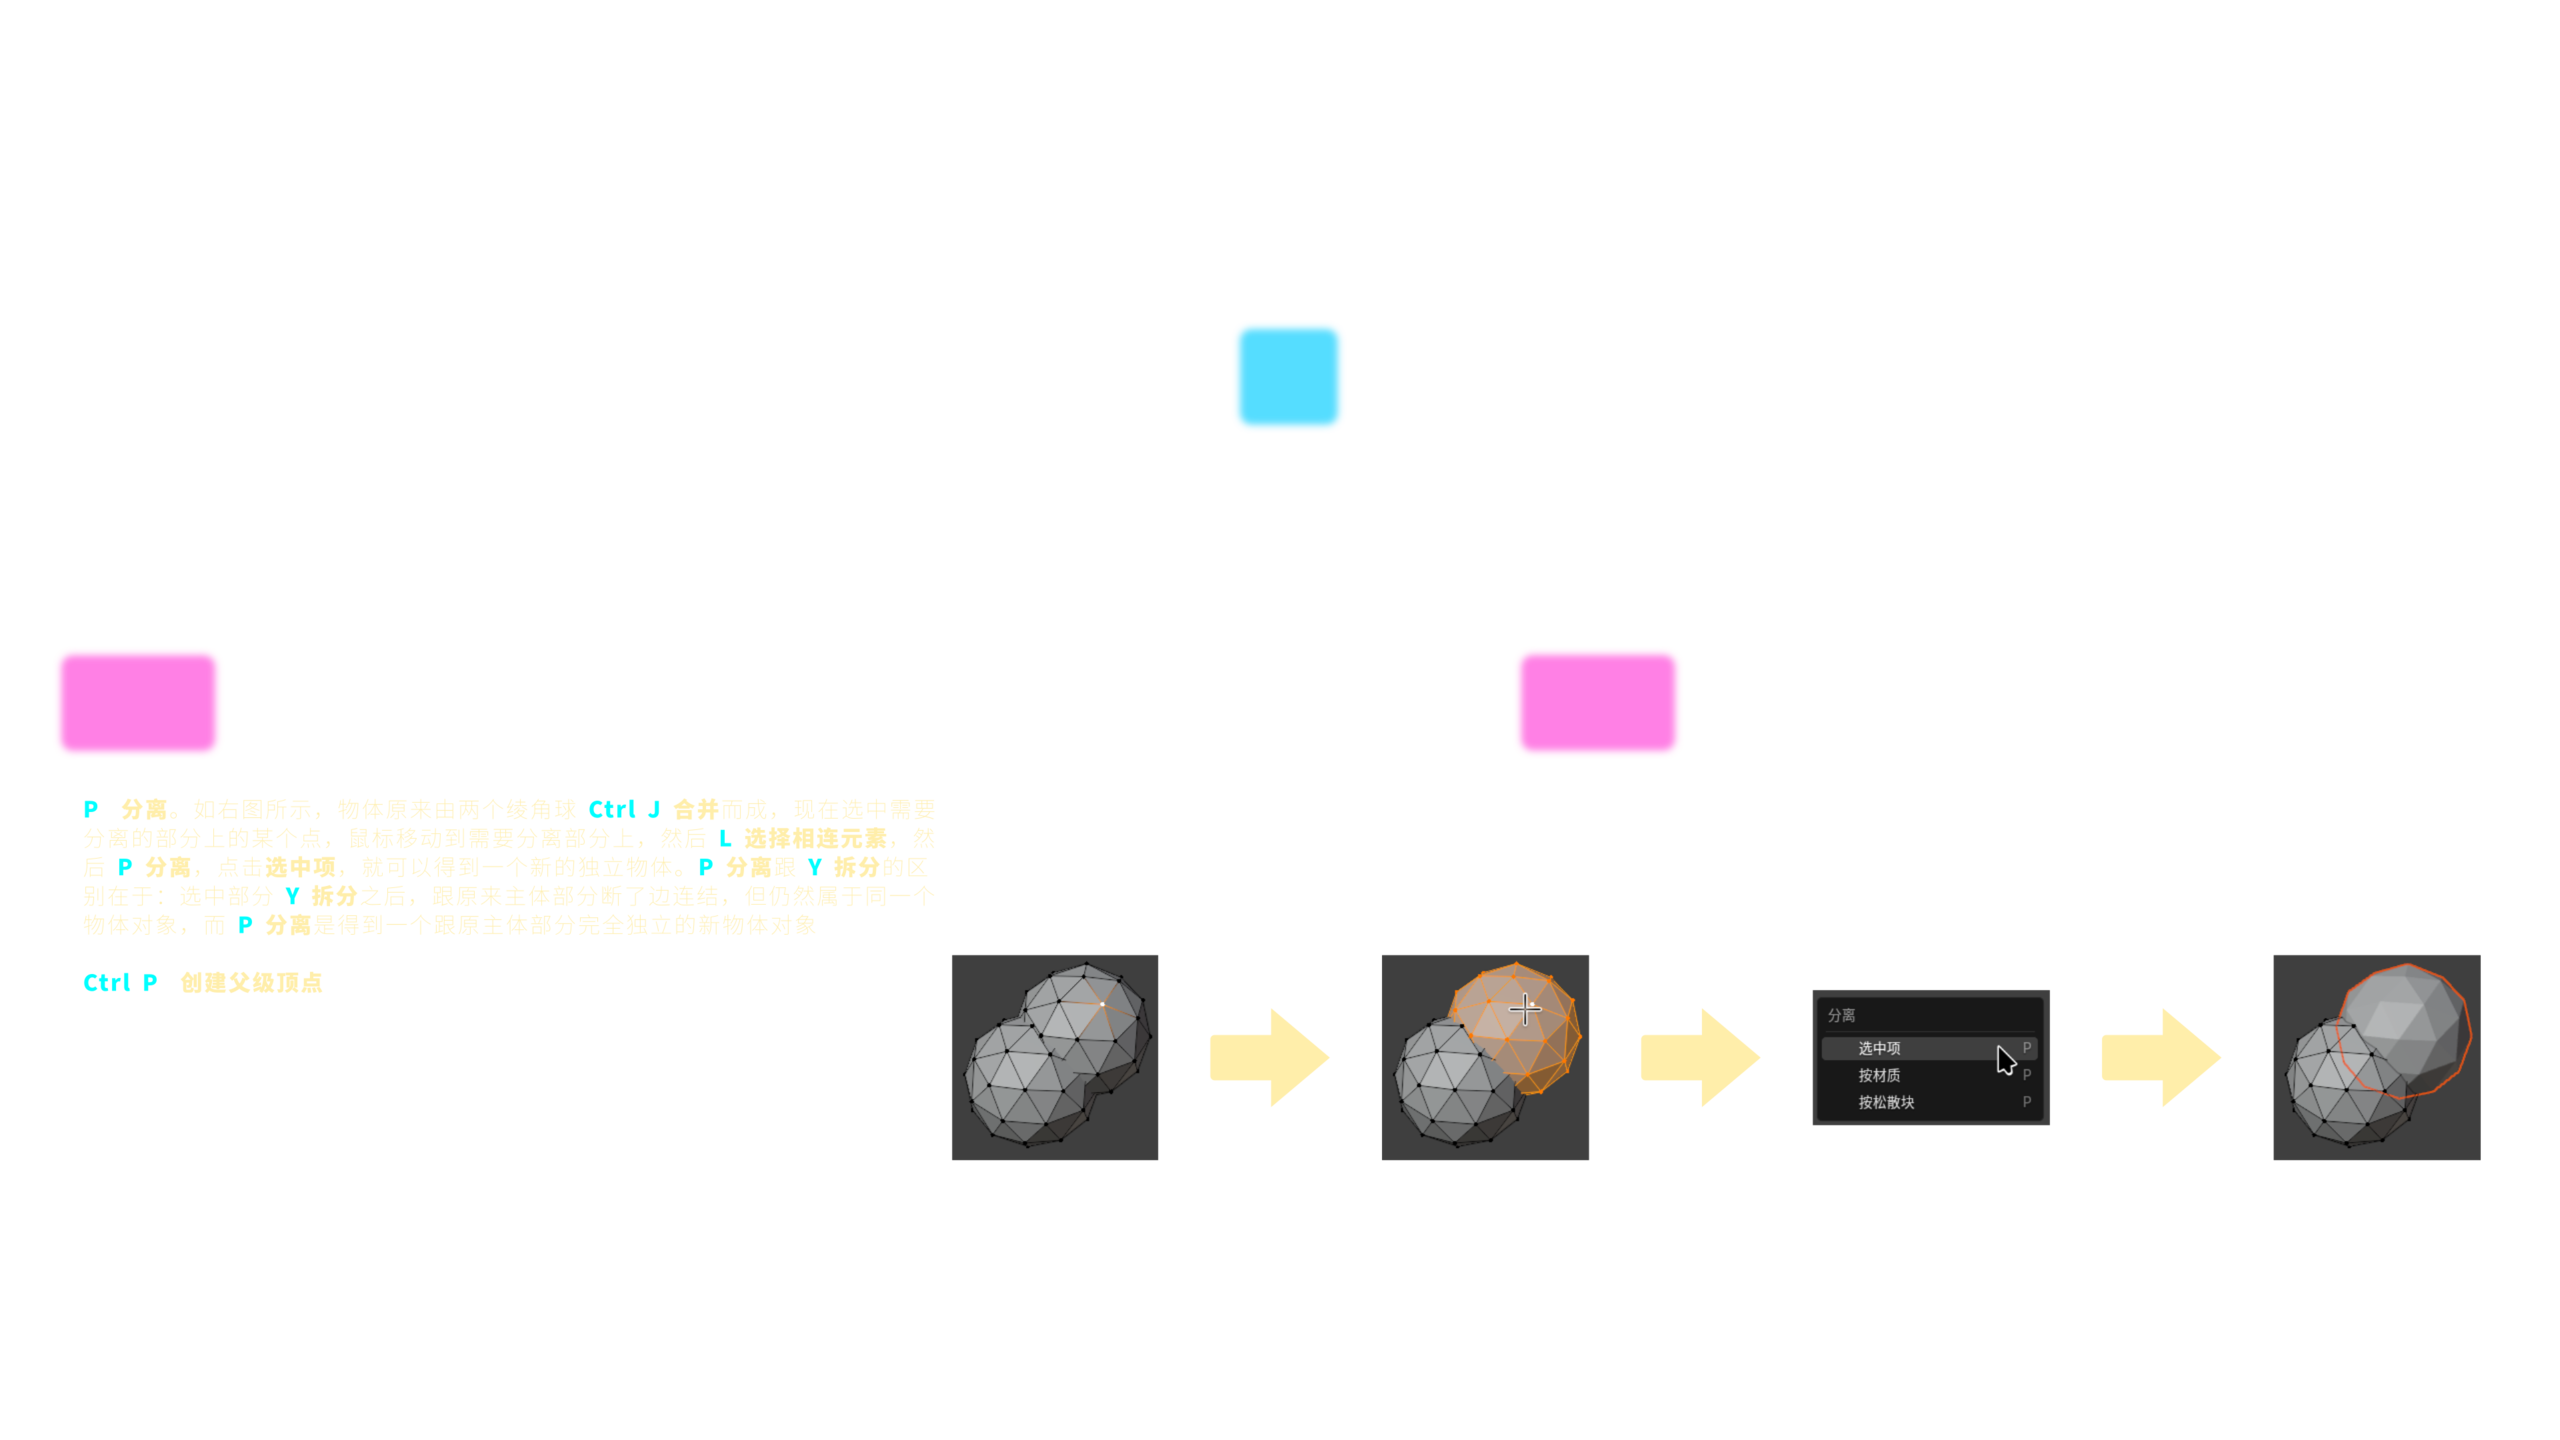 P 分离。如右图所示，物体原来由两个绫角球 Ctrl J 合并而成，现在选中需要
分离的部分上的某个点，鼠标移动到需要分离部分上，然后 L 选择相连元素，然
后 P 分离，点击选中项，就可以得到一个新的独立物体。P 分离跟 Y 拆分的区
别在于：选中部分 Y 拆分之后，跟原来主体部分断了边连结，但仍然属于同一个
物体对象，而 P 分离是得到一个跟原主体部分完全独立的新物体对象
Ctrl P 创建父级顶点
分离
选中项 P
按材质 P
按松散块 P